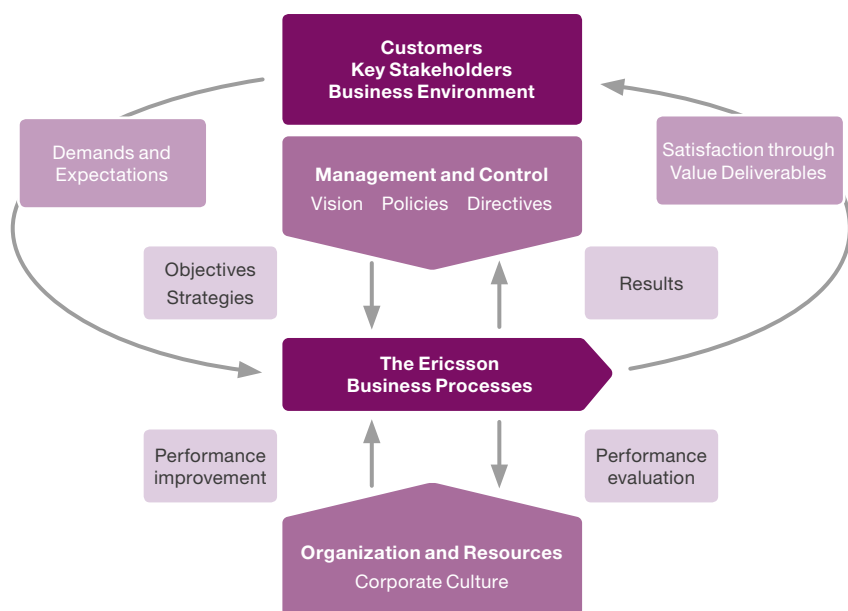 Customers
Key Stakeholders
Business Environment
Demands and
Expectations
Satisfaction through
Value Deliverables
Management and Control
Vision Policies Directives
Objectives
Strategies
Results
The Ericsson
Business Processes
Performance
improvement
Performance
evaluation
Organization and Resources
Corporate Culture